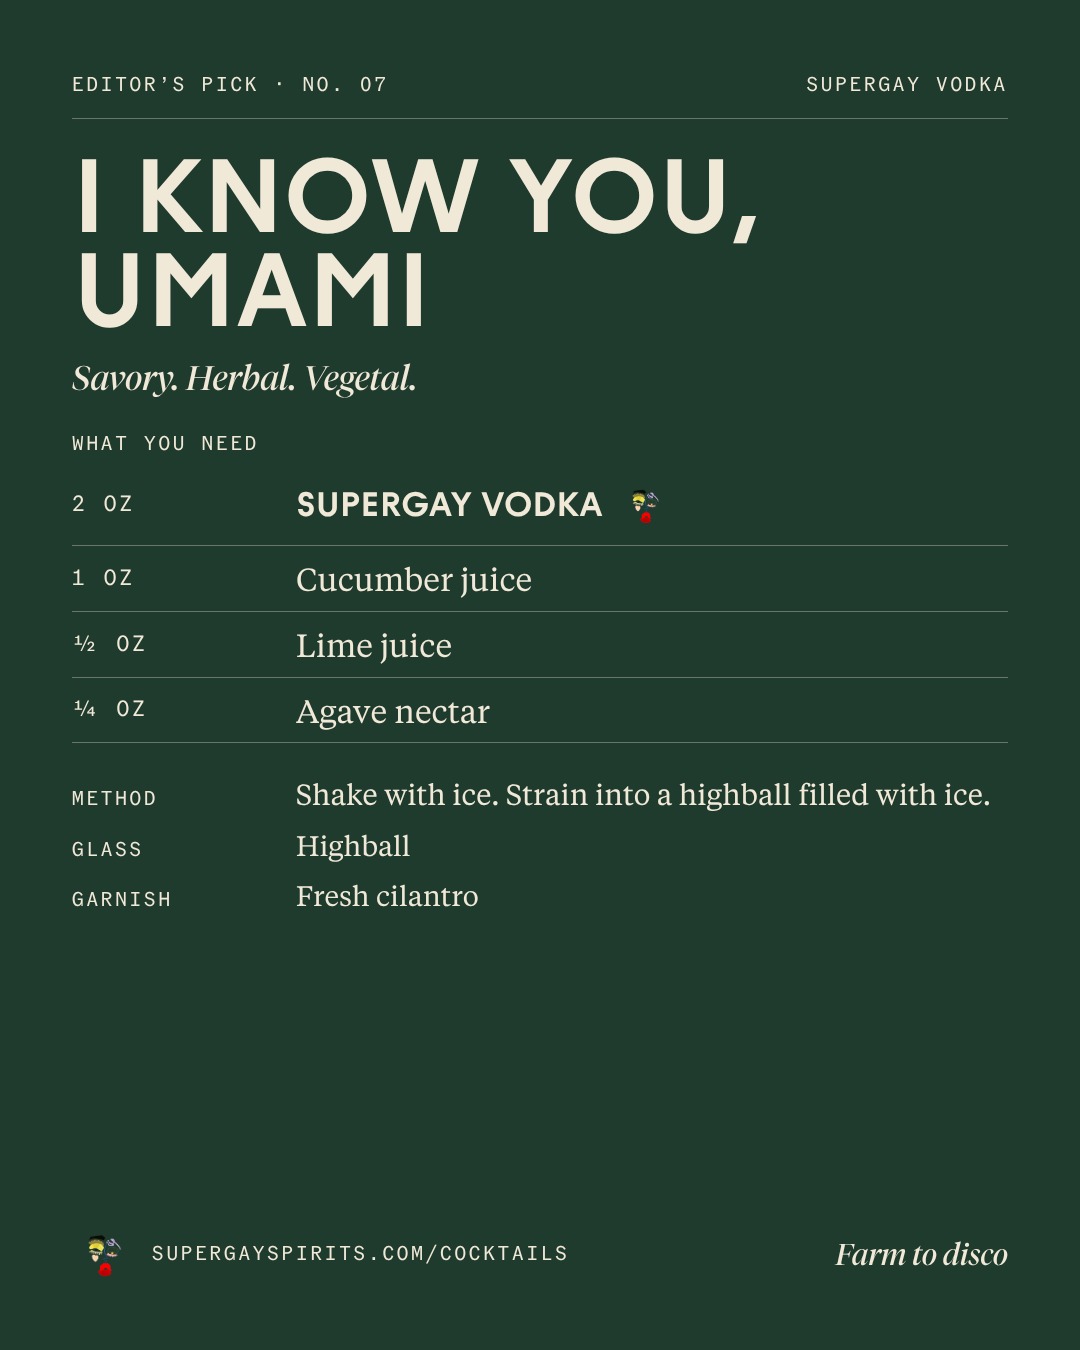 EDITOR’S PICK · NO. 07
SUPERGAY VODKA
I KNOW YOU,
UMAMI
Savory. Herbal. Vegetal.
WHAT YOU NEED
2 OZ SUPERGAY VODKA
1 OZ Cucumber juice
½ OZ Lime juice
¼ OZ Agave nectar
METHOD Shake with ice. Strain into a highball filled with ice.
GLASS Highball
GARNISH Fresh cilantro
SUPERGAYSPIRITS.COM/COCKTAILS
Farm to disco